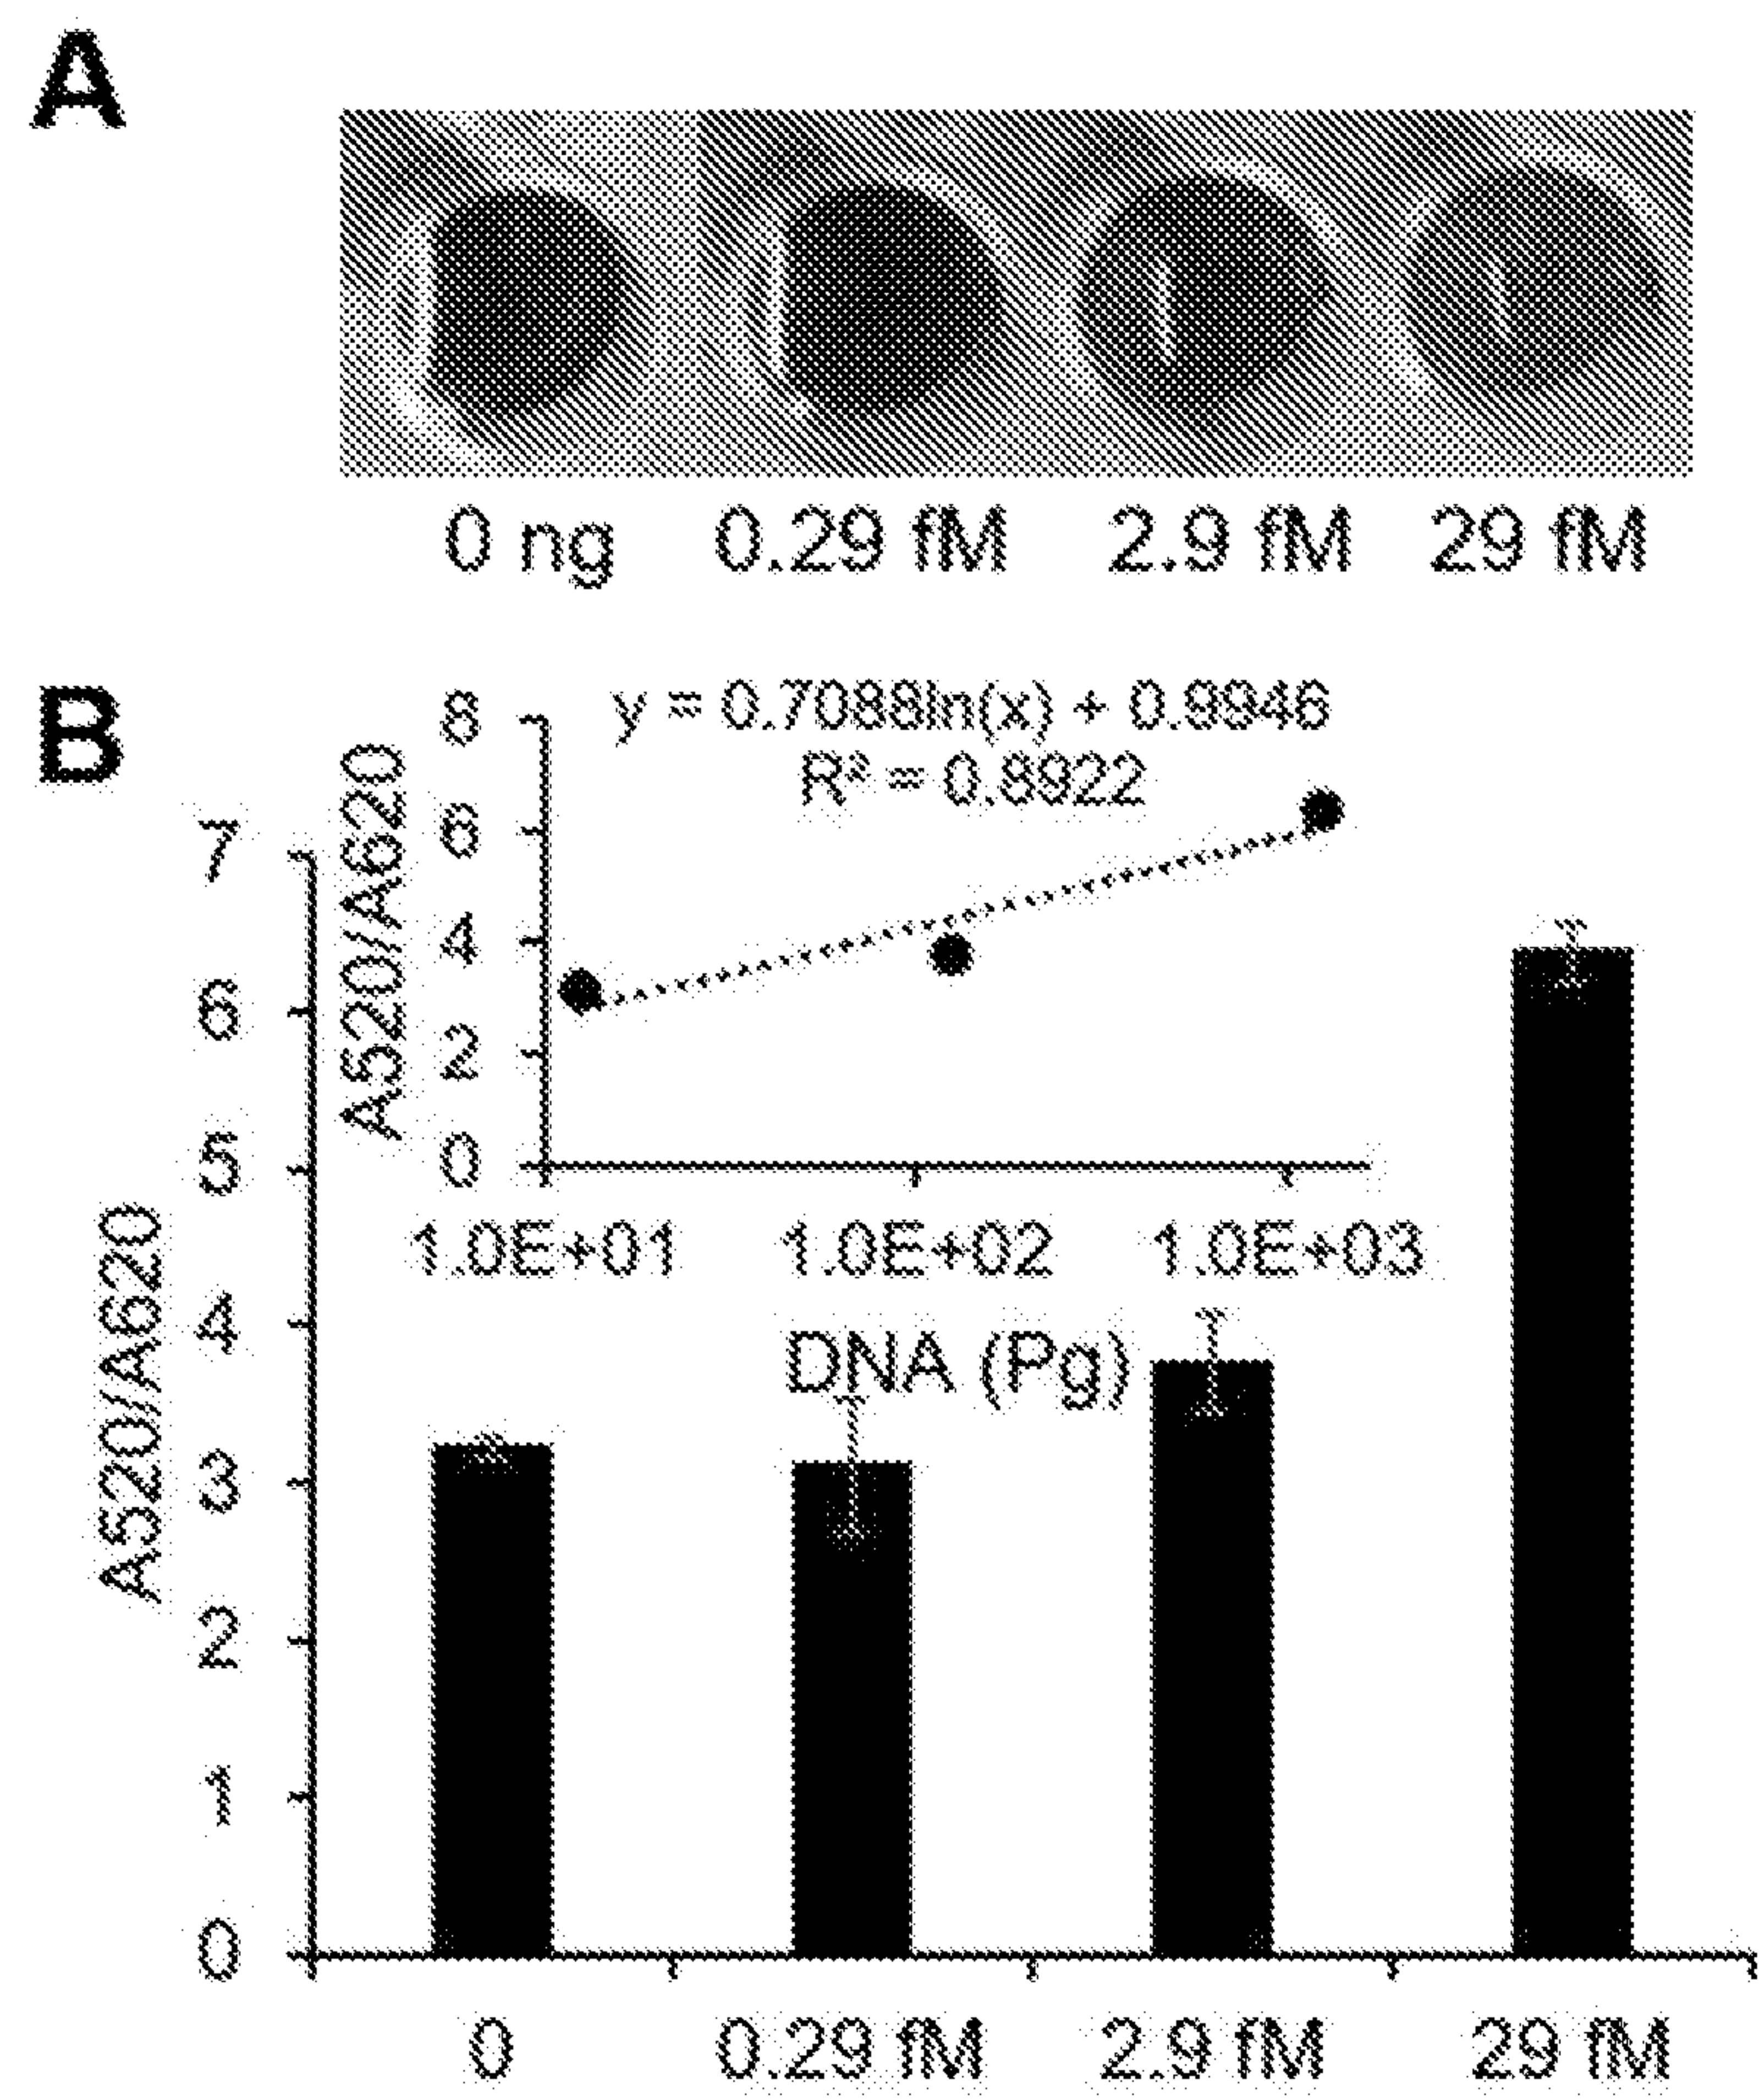 A
0 ng 0.29 fM 2.9 fM 29 fM
B
y = 0.7088ln(x) + 0.9946
R² = 0.8922
8
6
4
2
0
A520/A620
1.0E+01 1.0E+02 1.0E+03
DNA (Pg)
7
6
5
4
3
2
1
0
A520/A620
0 0.29 fM 2.9 fM 29 fM